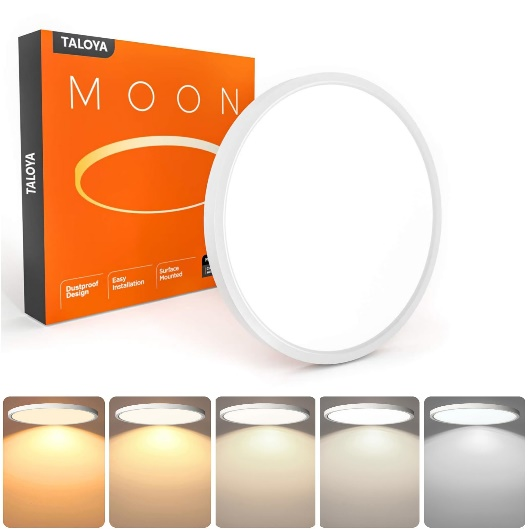 TALOYA
MOON
TALOYA
Dustproof
Design
Easy
Installation
Surface
Mounted